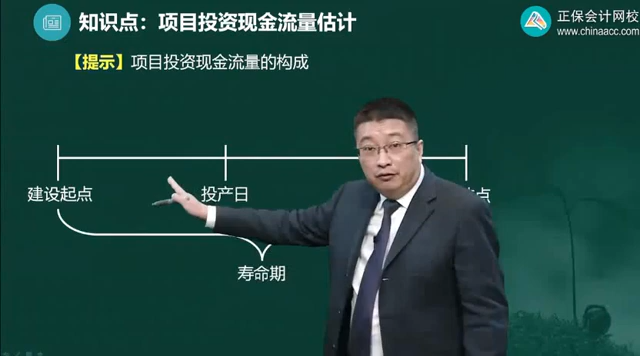 知识点：项目投资现金流量估计
正保会计网校
www.chinaacc.com
【提示】项目投资现金流量的构成
建设起点
投产日
点
寿命期